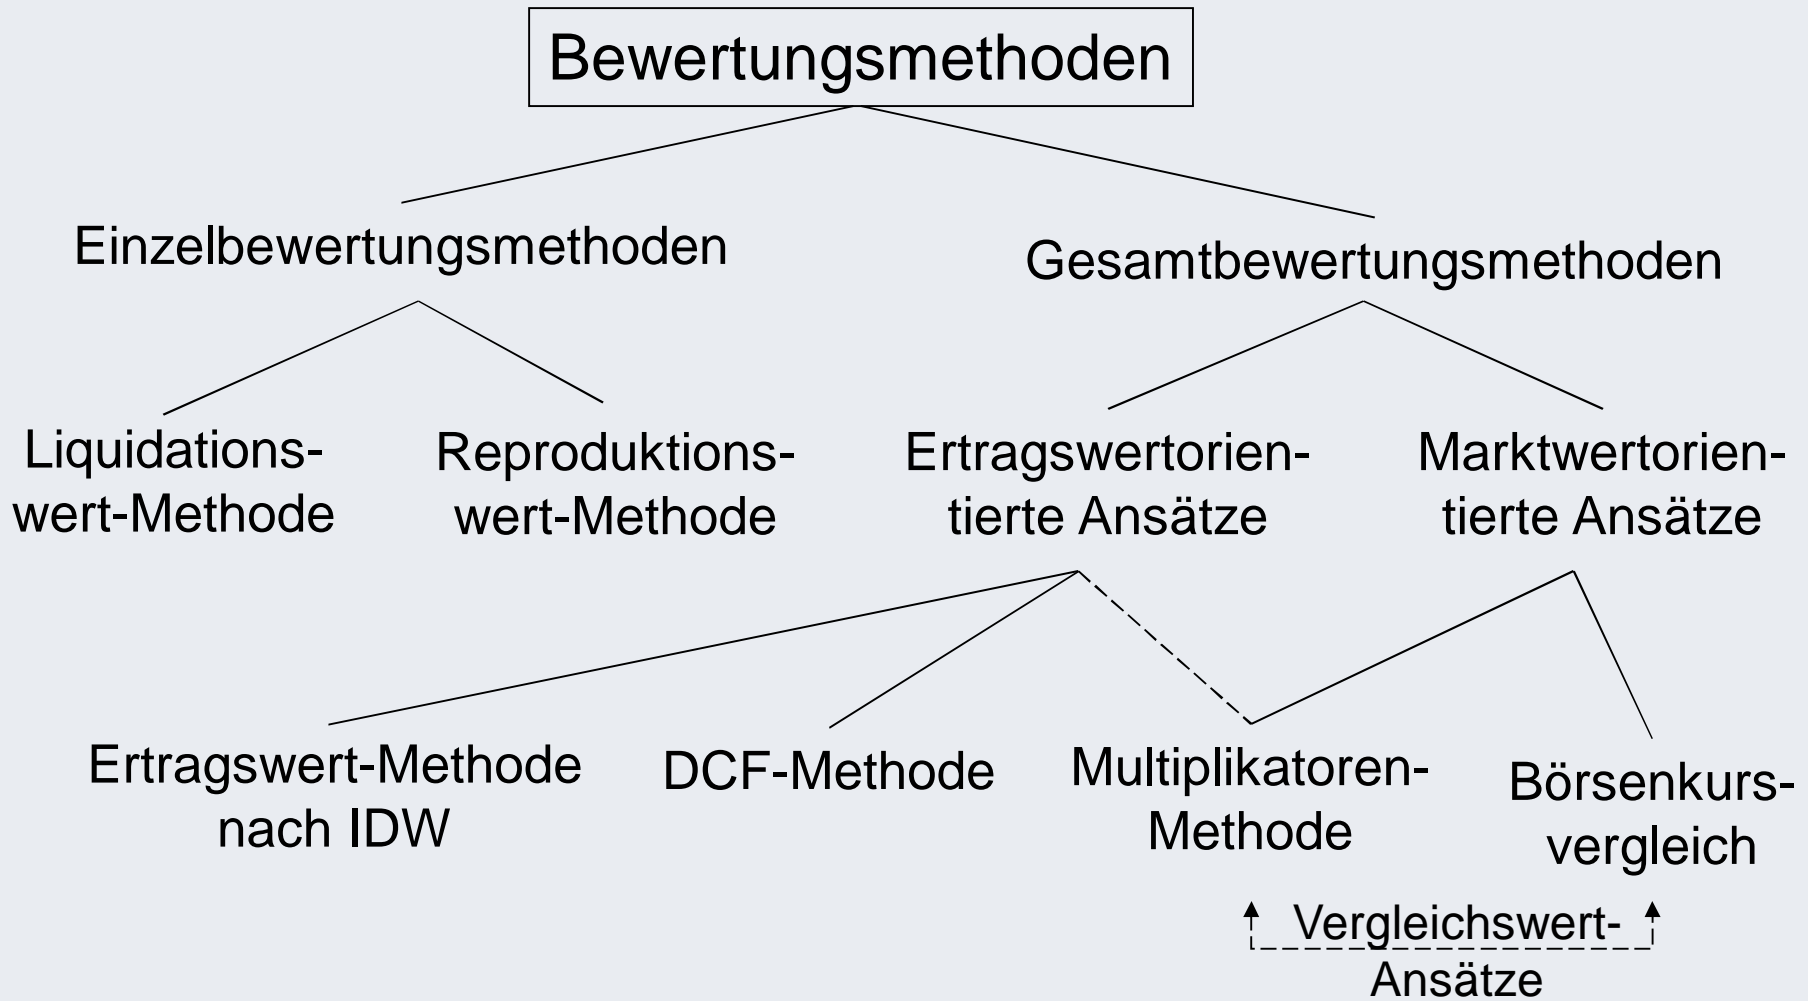 Bewertungsmethoden
Einzelbewertungsmethoden
Gesamtbewertungsmethoden
Liquidations-
wert-Methode
Reproduktions-
wert-Methode
Ertragswertorien-
tierte Ansätze
Marktwertorien-
tierte Ansätze
Ertragswert-Methode
nach IDW
DCF-Methode
Multiplikatoren-
Methode
Börsenkurs-
vergleich
Vergleichswert-
Ansätze